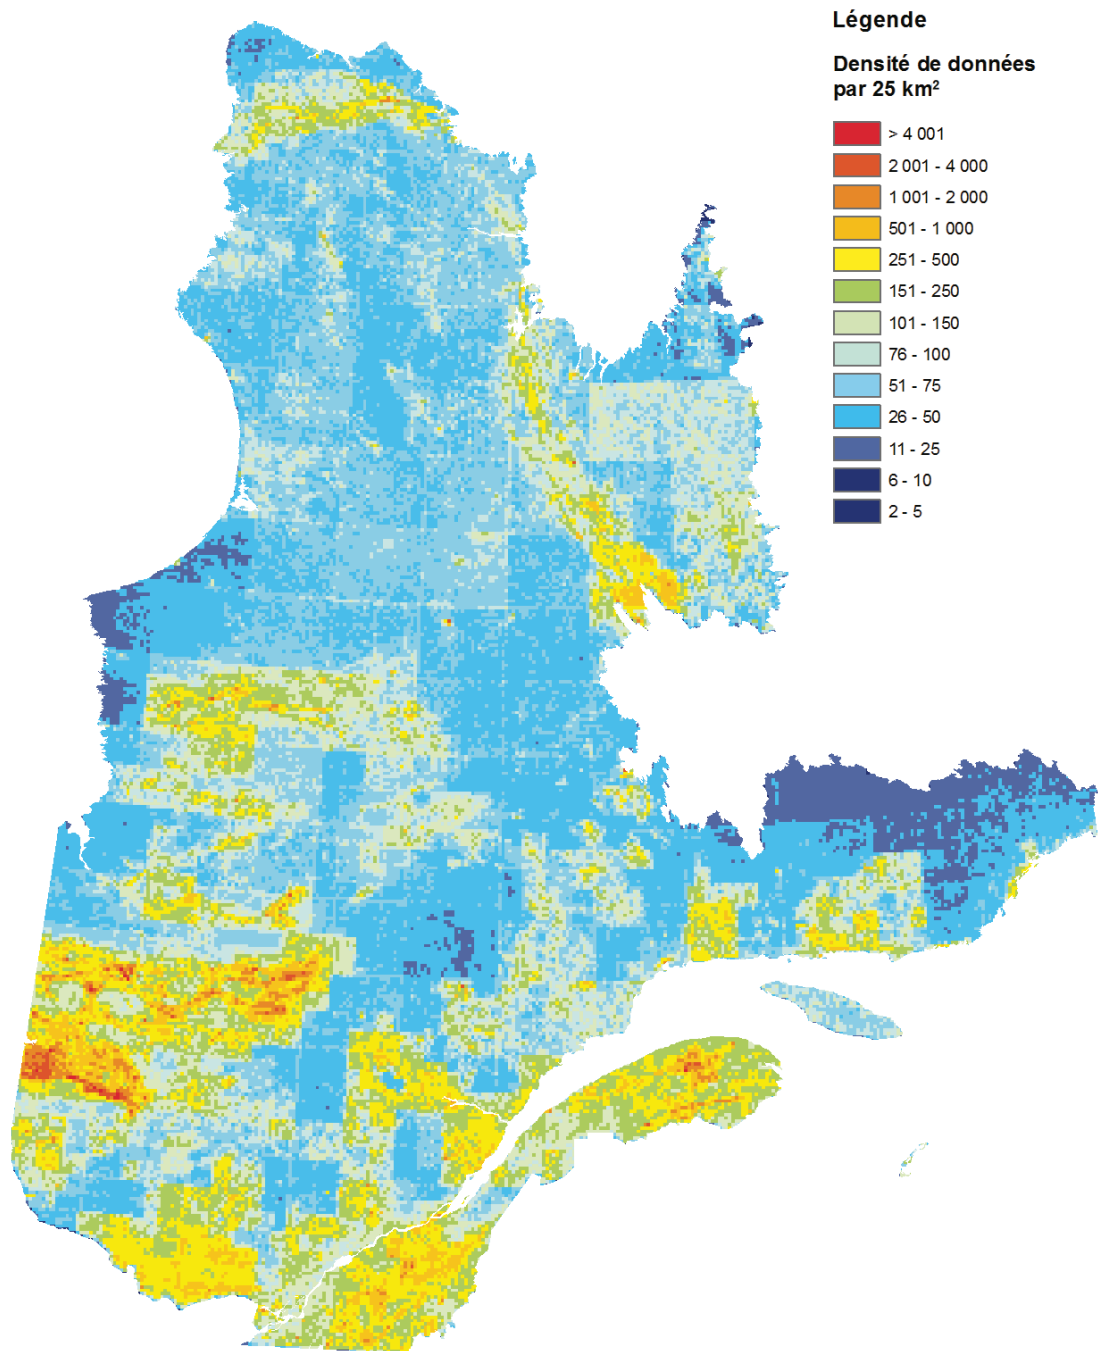 Légende
Densité de données
par 25 km²
> 4 001
2 001 - 4 000
1 001 - 2 000
501 - 1 000
251 - 500
151 - 250
101 - 150
76 - 100
51 - 75
26 - 50
11 - 25
6 - 10
2 - 5